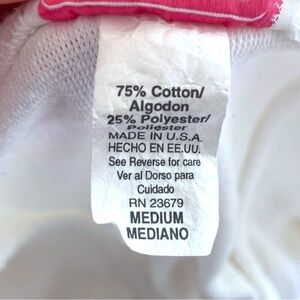 75% Cotton/
Algodon
25% Polyester/
Poliester
MADE IN U.S.A.
HECHO EN EE,UU.
See Reverse for care
Ver al Dorso para
Cuidado
RN 23679
MEDIUM
MEDIANO